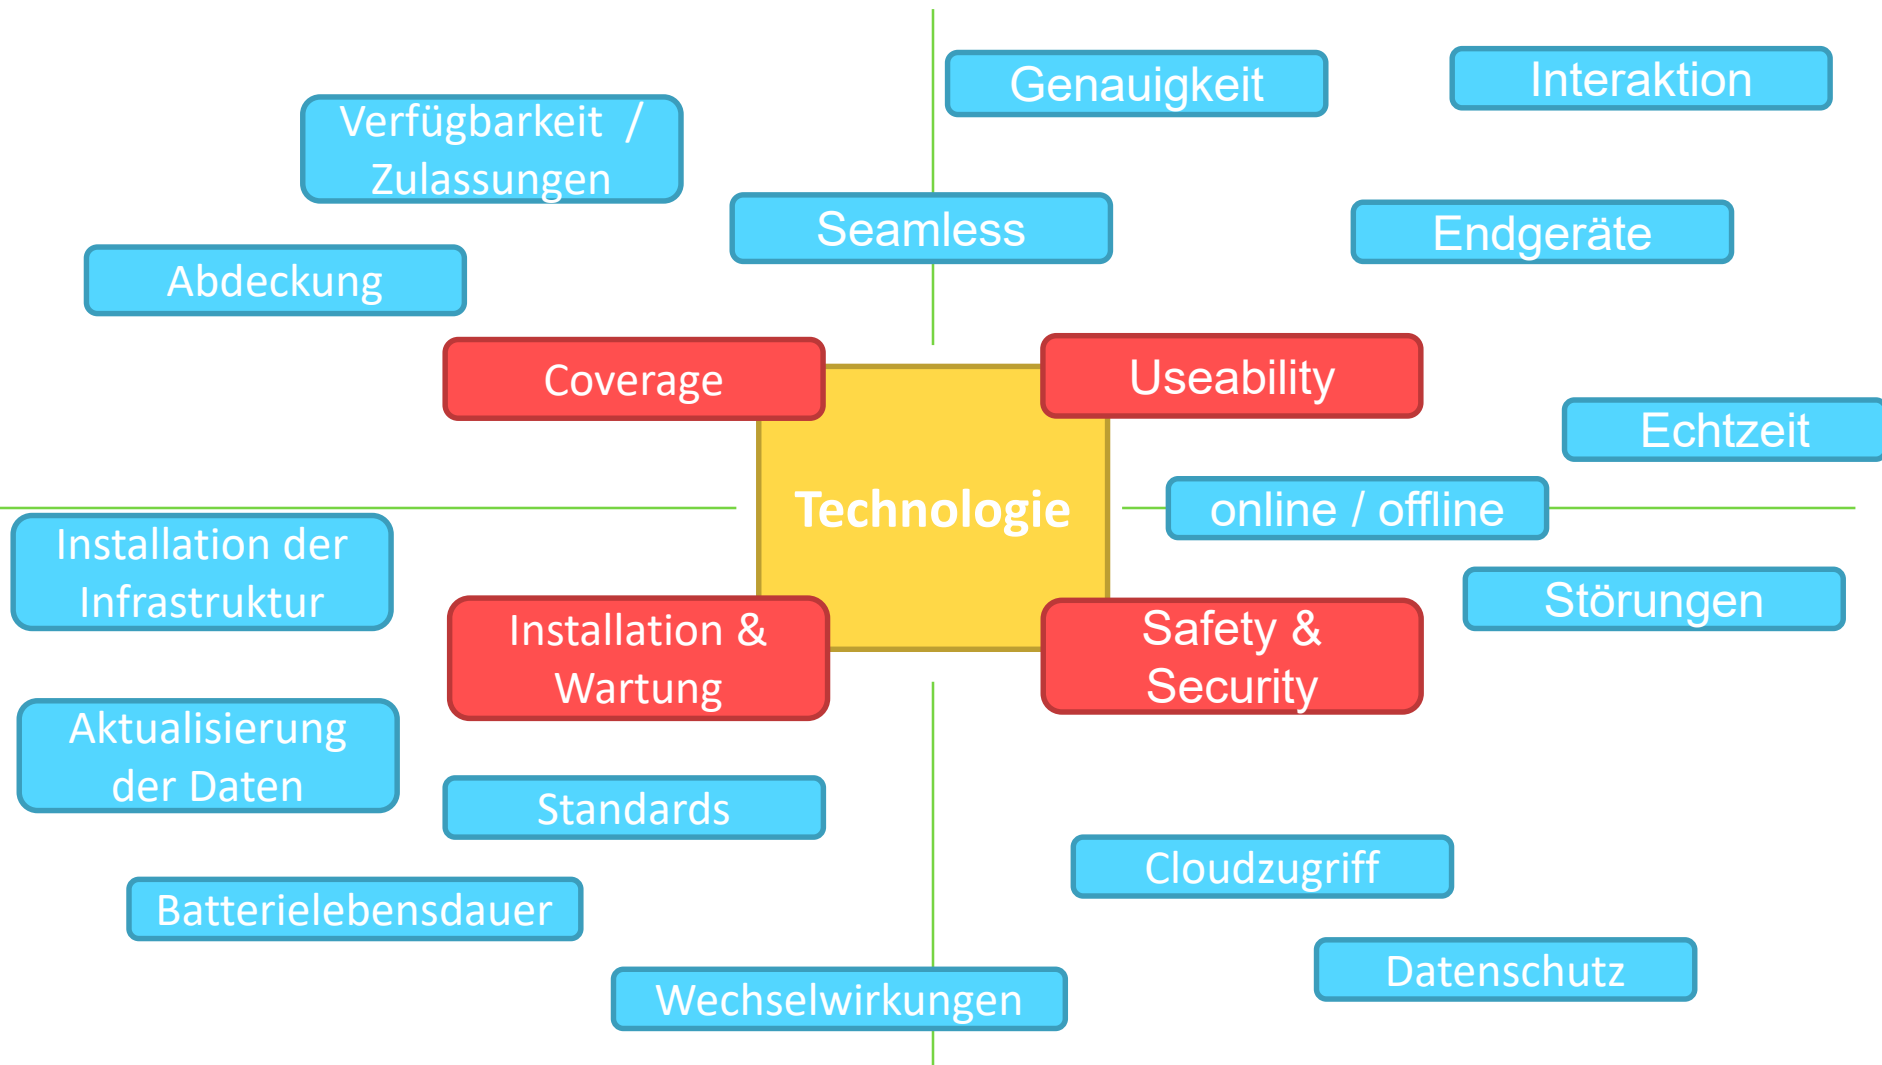 Genauigkeit
Interaktion
Verfügbarkeit /
Zulassungen
Seamless
Endgeräte
Abdeckung
Coverage
Useability
Echtzeit
Technologie
online / offline
Installation der
Infrastruktur
Störungen
Installation &
Wartung
Safety &
Security
Aktualisierung
der Daten
Standards
Cloudzugriff
Batterielebensdauer
Datenschutz
Wechselwirkungen